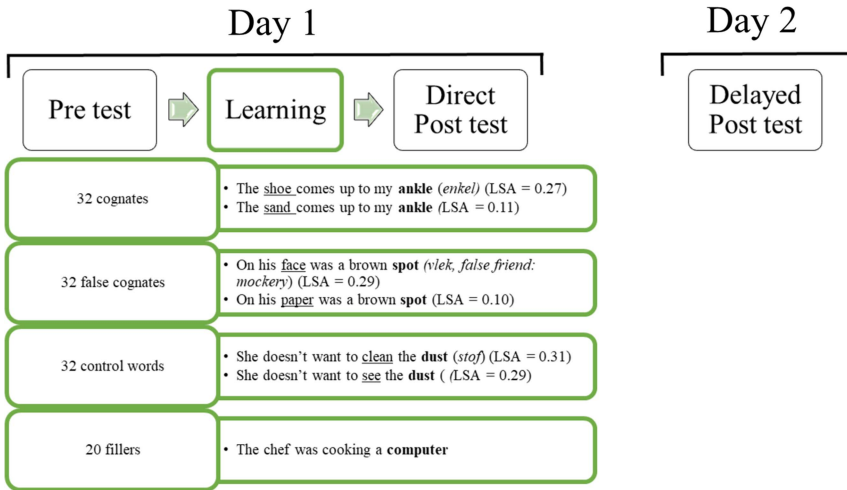 Day 1
Day 2
Pre test
Learning
Direct
Post test
Delayed
Post test
32 cognates
• The shoe comes up to my ankle (enkel) (LSA = 0.27)
• The sand comes up to my ankle (LSA = 0.11)
32 false cognates
• On his face was a brown spot (vlek, false friend:
mockery) (LSA = 0.29)
• On his paper was a brown spot (LSA = 0.10)
32 control words
• She doesn't want to clean the dust (stof) (LSA = 0.31)
• She doesn't want to see the dust ( (LSA = 0.29)
20 fillers
• The chef was cooking a computer